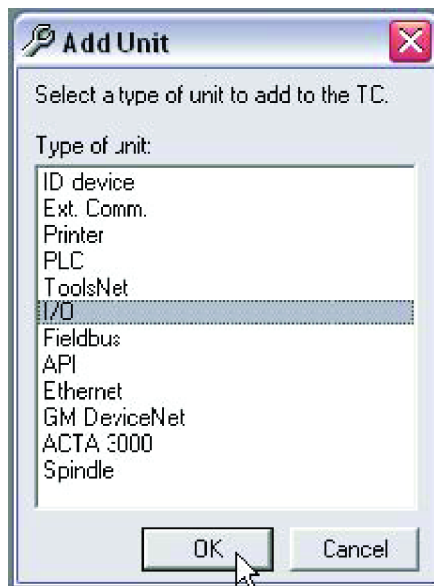 Add Unit
Select a type of unit to add to the TC.
Type of unit:
ID device
Ext. Comm.
Printer
PLC
ToolsNet
I/O
Fieldbus
API
Ethernet
GM DeviceNet
ACTA 3000
Spindle
OK
Cancel